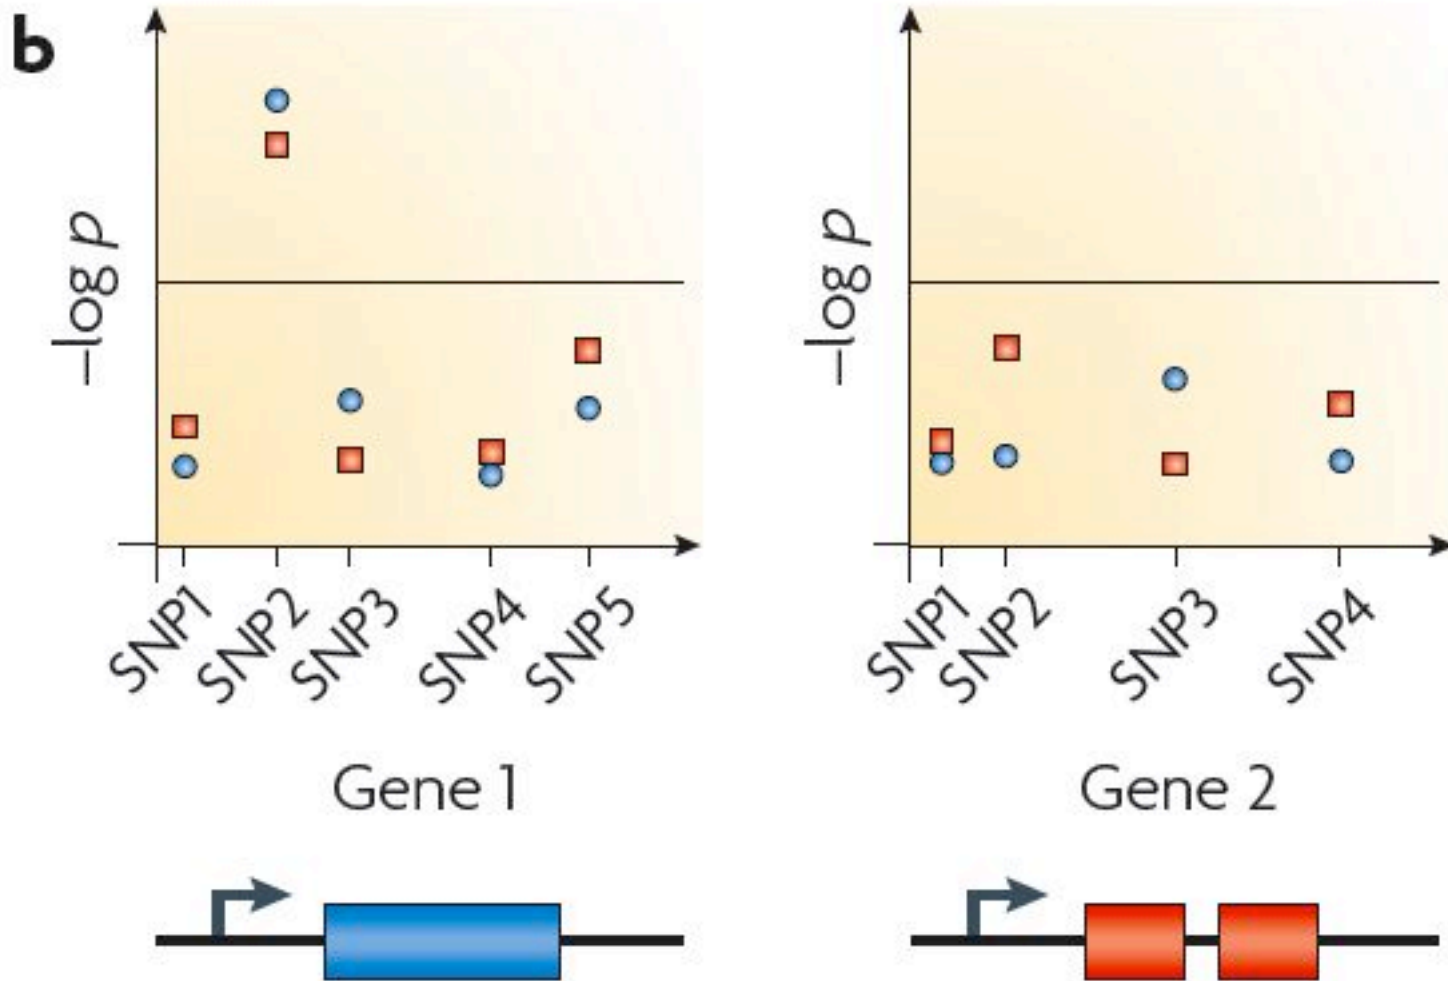 b
–log p
SNP1
SNP2
SNP3
SNP4
SNP5
Gene 1
–log p
SNP1
SNP2
SNP3
SNP4
Gene 2